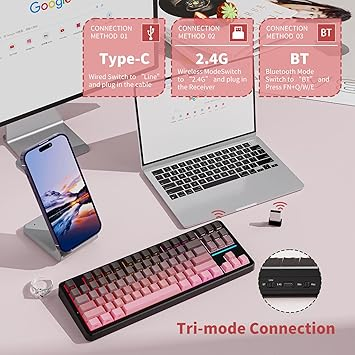 Google
CONNECTION
METHOD 01
Type-C
Wired Switch to "Line"
and plug in the cable
CONNECTION
METHOD 02
2.4G
Wireless ModeSwitch
to "2.4G" and plug in
the Receiver
CONNECTION
METHOD 03
BT
BT
Bluetooth Mode
Switch to "BT", and
Press FN+Q/W/E
Tri-mode Connection